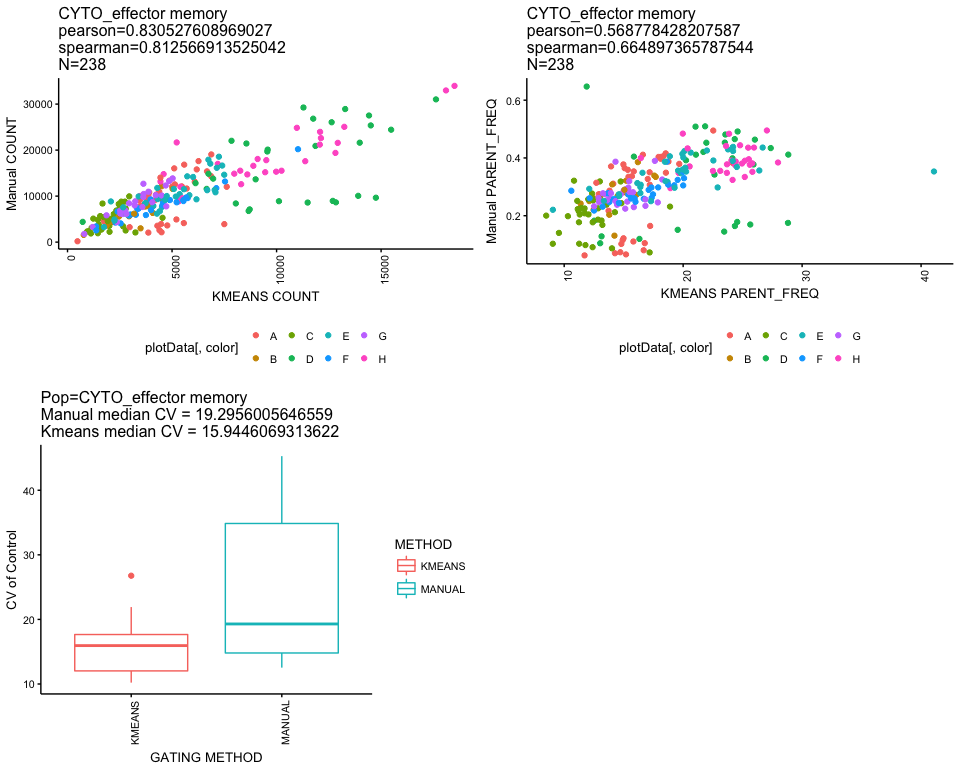 CYTO_effector memory
pearson=0.830527608969027
spearman=0.812566913525042
N=238
Manual COUNT
30000
20000
10000
0
0
5000
10000
15000
KMEANS COUNT
plotData[, color]
A
C
E
G
B
D
F
H
CYTO_effector memory
pearson=0.568778428207587
spearman=0.664897365787544
N=238
Manual PARENT_FREQ
0.6
0.4
0.2
10
20
30
40
KMEANS PARENT_FREQ
plotData[, color]
A
C
E
G
B
D
F
H
Pop=CYTO_effector memory
Manual median CV = 19.2956005646559
Kmeans median CV = 15.9446069313622
CV of Control
40
30
20
10
KMEANS
MANUAL
GATING METHOD
METHOD
KMEANS
MANUAL